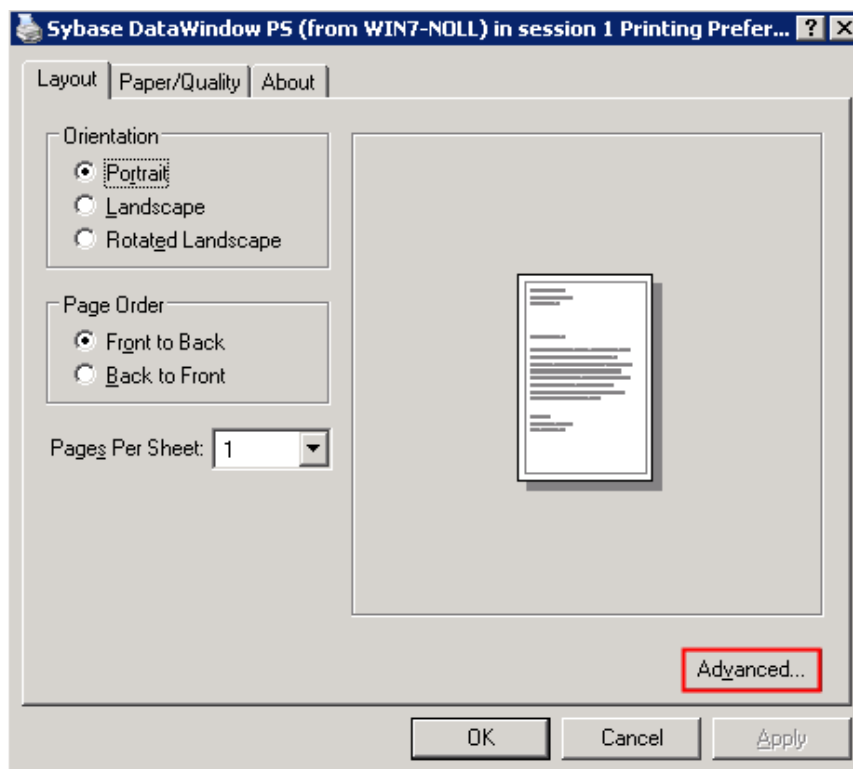 Sybase DataWindow PS (from WIN7-NOLL) in session 1 Printing Prefer... ? X
Layout Paper/Quality About
Orientation
Portrait
Landscape
Rotated Landscape
Page Order
Front to Back
Back to Front
Pages Per Sheet: 1
Advanced...
OK Cancel Apply